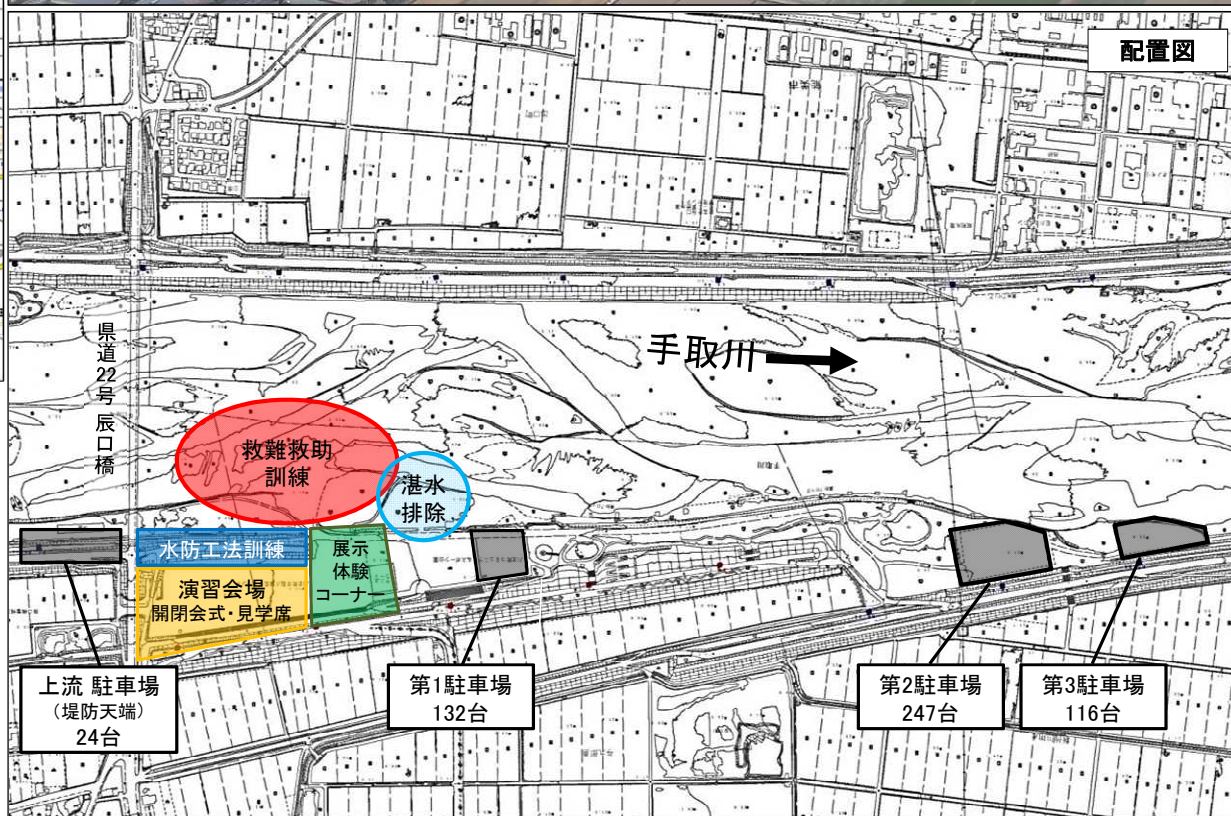 配置図
県道22号 辰口橋
手取川
救難救助
訓練
湛水
排除
水防工法訓練
展示
体験
コーナー
演習会場
開閉会式・見学席
上流 駐車場
(堤防天端)
24台
第1駐車場
132台
第2駐車場
247台
第3駐車場
116台